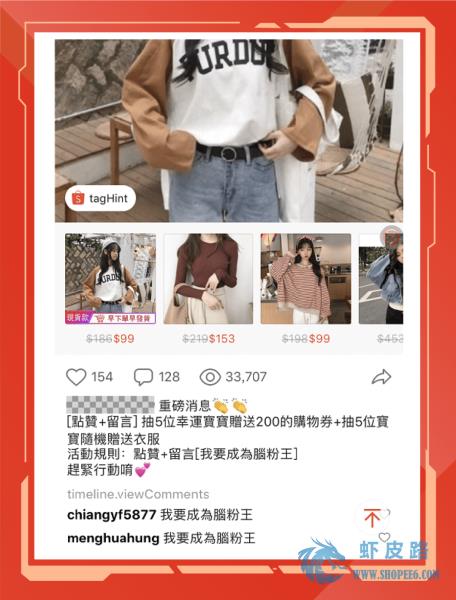 URDU
tagHint
URDU
現貨款 早下單早發貨
$186$99
$219$153
$198$99
$453
154
128
33,707
重磅消息👏👏
[點贊+留言] 抽5位幸運寶寶贈送200的購物券+抽5位寶
寶隨機贈送衣服
活動規則：點贊+留言[我要成為腦粉王]
趕緊行動唷💕
timeline.viewComments
chiangyf5877 我要成為腦粉王
menghuahung 我要成為腦粉王
虾皮路
WWW.SHOPEE6.COM